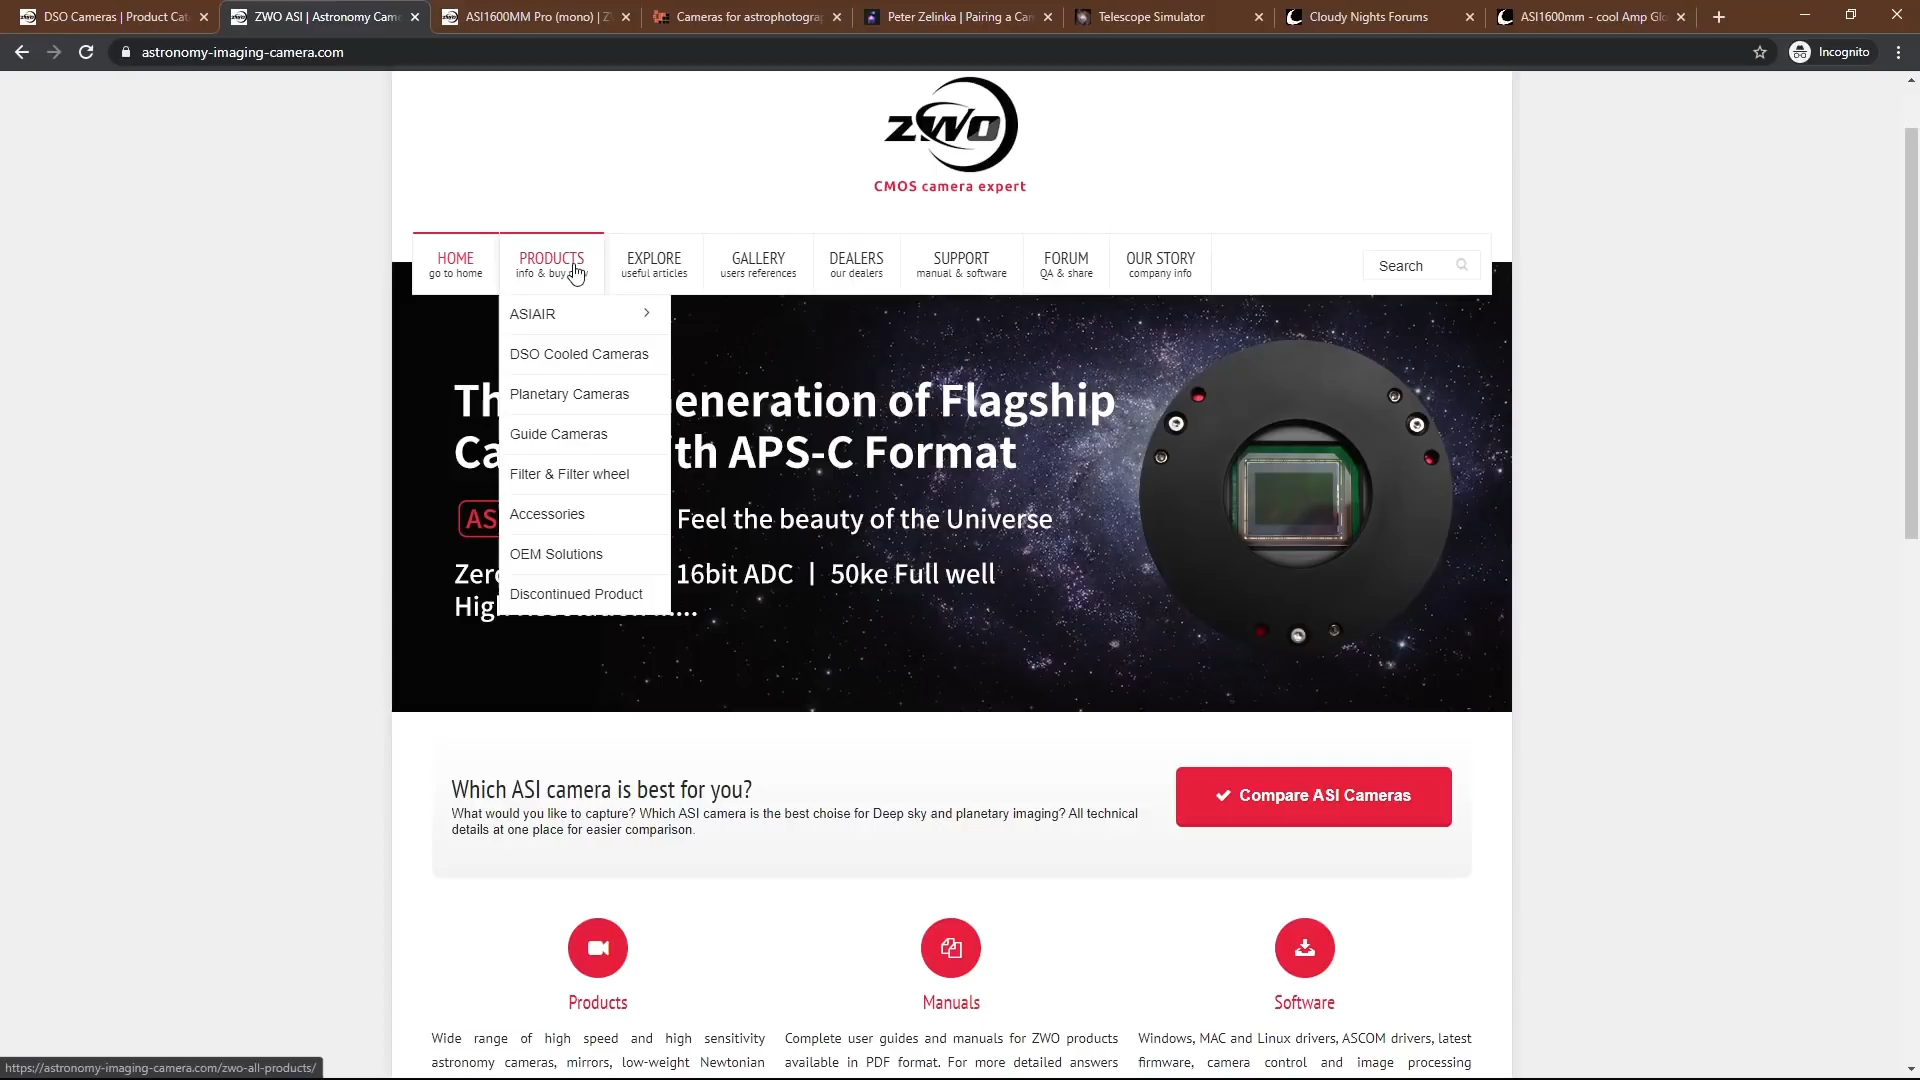 DSO Cameras | Product Cat
ZWO ASI | Astronomy Came
ASI1600MM Pro (mono) | Z
Cameras for astrophotograp
Peter Zelinka | Pairing a Can
Telescope Simulator
Cloudy Nights Forums
ASI1600mm - cool Amp Glo
astronomy-imaging-camera.com
Incognito
ZWO
CMOS camera expert
HOME
go to home
PRODUCTS
info & buy
EXPLORE
useful articles
GALLERY
users references
DEALERS
our dealers
SUPPORT
manual & software
FORUM
QA & share
OUR STORY
company info
Search
ASIAIR
DSO Cooled Cameras
Planetary Cameras
Guide Cameras
Filter & Filter wheel
Accessories
OEM Solutions
Discontinued Product
Th eneration of Flagship
Ca th APS-C Format
AS Feel the beauty of the Universe
Zero 16bit ADC | 50ke Full well
High .....
Which ASI camera is best for you?
What would you like to capture? Which ASI camera is the best choise for Deep sky and planetary imaging? All technical
details at one place for easier comparison.
Compare ASI Cameras
Products
Manuals
Software
Wide range of high speed and high sensitivity
astronomy cameras, mirrors, low-weight Newtonian
Complete user guides and manuals for ZWO products
available in PDF format. For more detailed answers
Windows, MAC and Linux drivers, ASCOM drivers, latest
firmware, camera control and image processing
https://astronomy-imaging-camera.com/zwo-all-products/